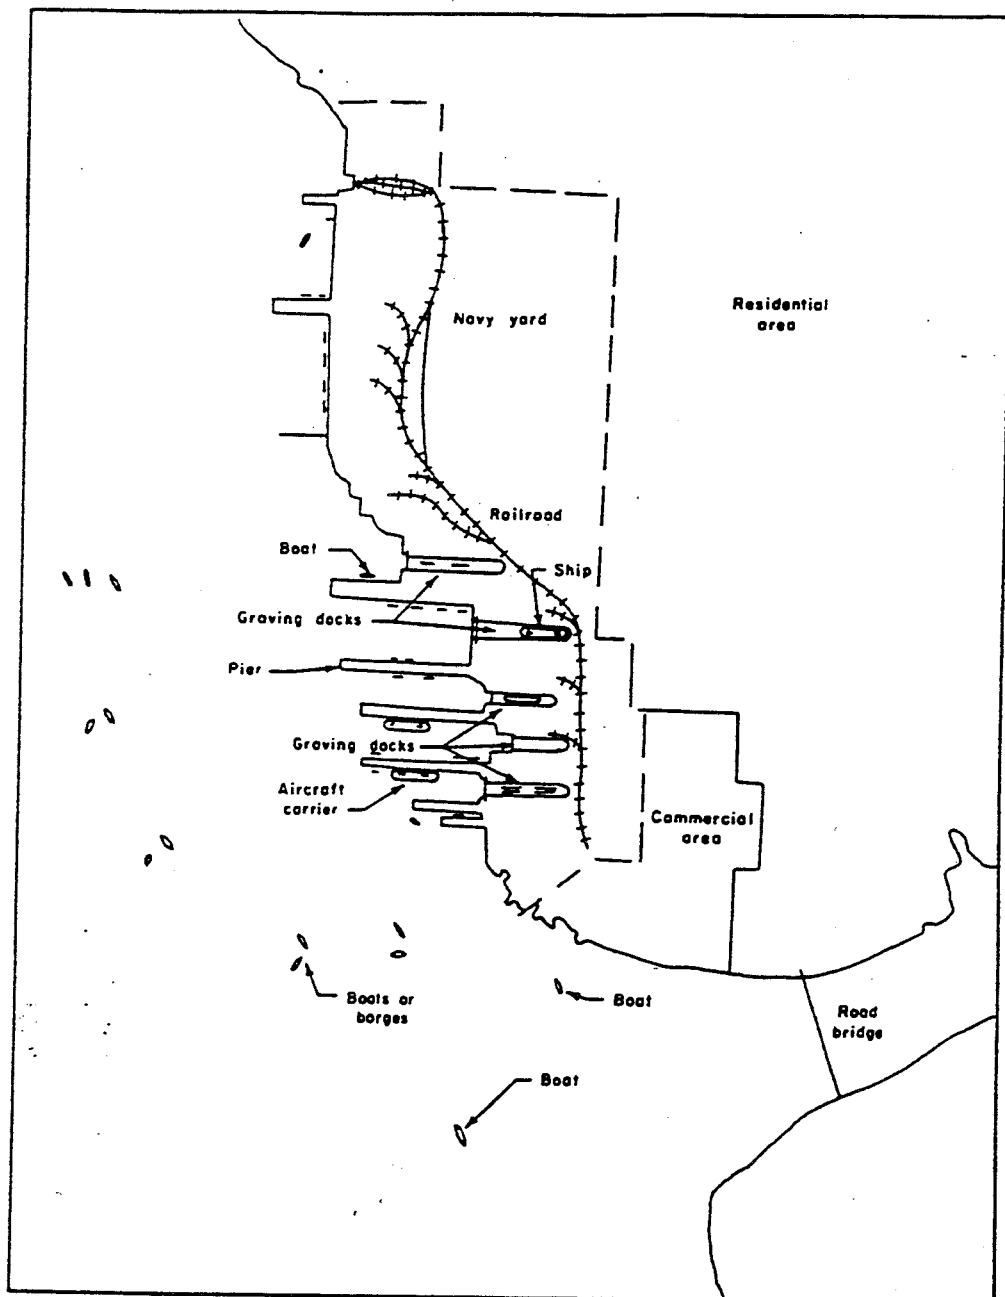 Residential
area
Navy yard
Railroad
Boat
Ship
Graving docks
Pier
Graving docks
Aircraft
carrier
Commercial
area
Boats or
barges
Boat
Road
bridge
Boat